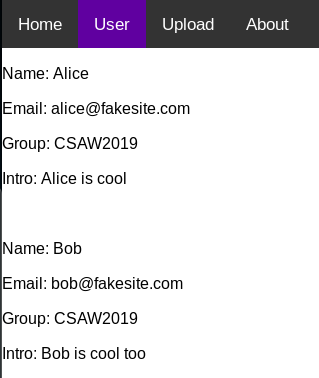 Home User Upload About
Name: Alice
Email: alice@fakesite.com
Group: CSAW2019
Intro: Alice is cool
Name: Bob
Email: bob@fakesite.com
Group: CSAW2019
Intro: Bob is cool too